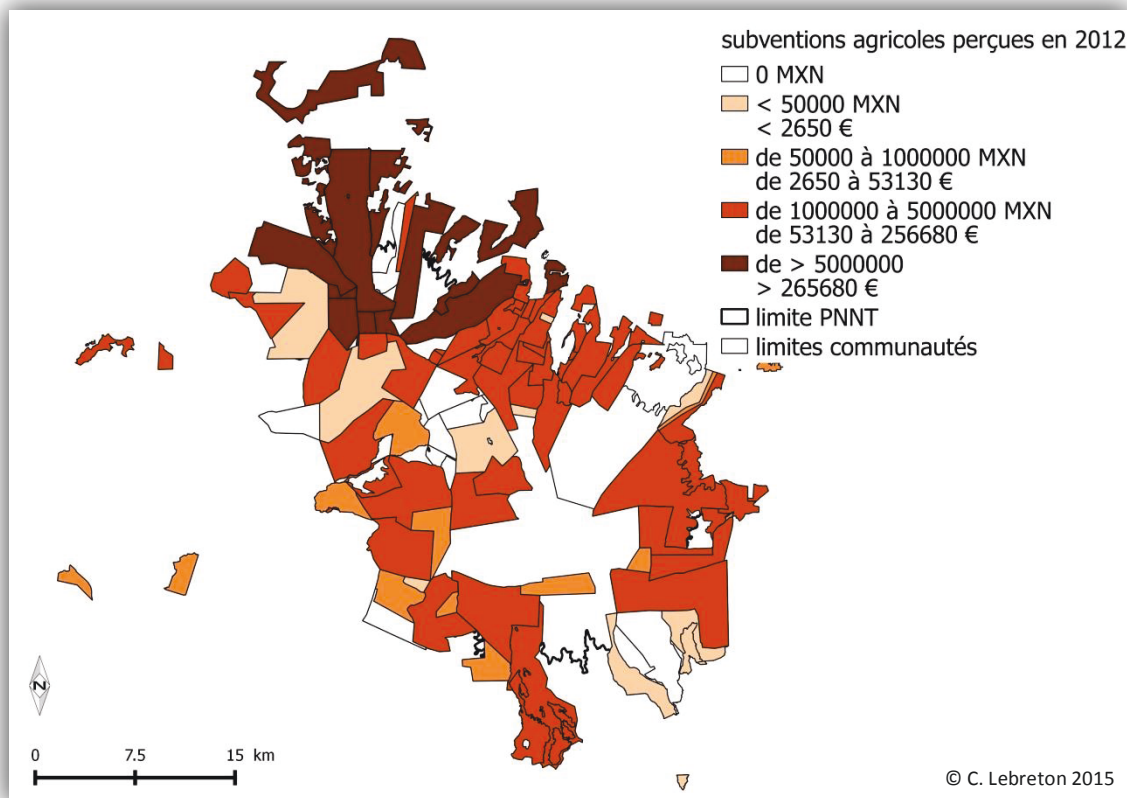 subventions agricoles perçues en 2012
0 MXN
< 50000 MXN
< 2650 €
de 50000 à 1000000 MXN
de 2650 à 53130 €
de 1000000 à 5000000 MXN
de 53130 à 256680 €
de > 5000000
> 265680 €
limite PNNT
limites communautés
N
0 7.5 15 km
© C. Lebreton 2015